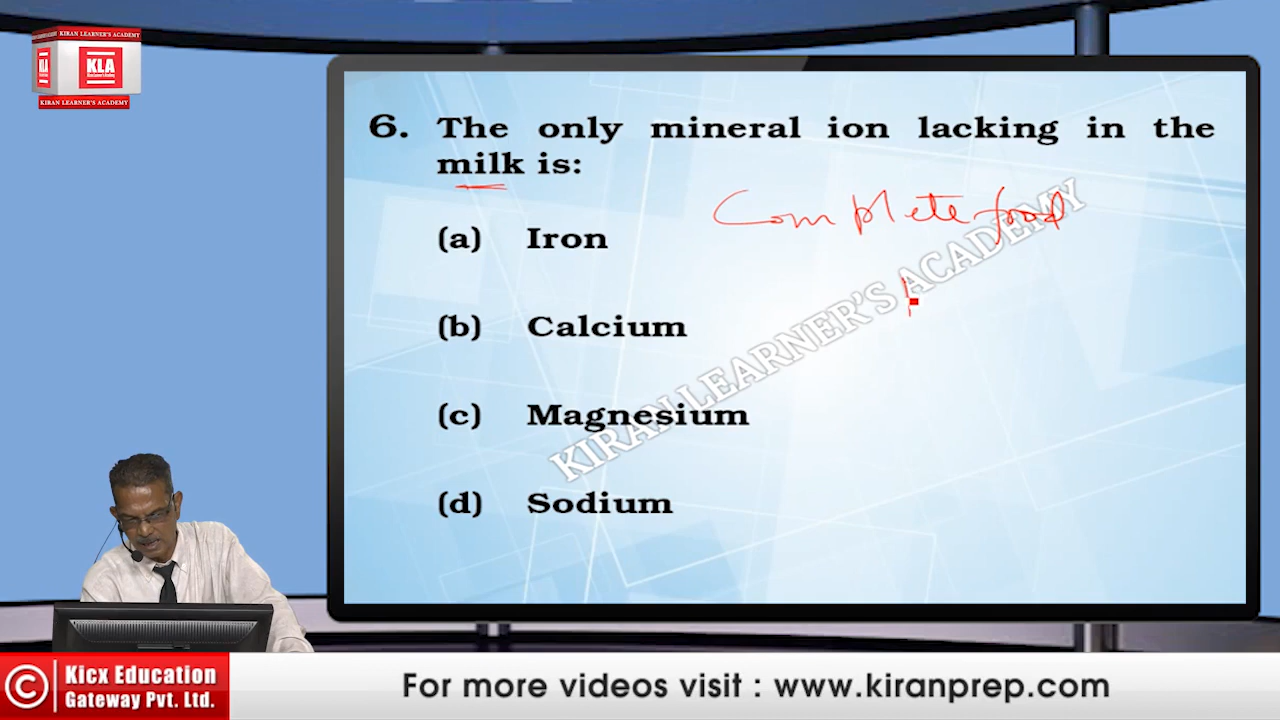 KIRAN LEARNER'S ACADEMY
KLA
KIRAN LEARNER'S ACADEMY
6. The only mineral ion lacking in the
milk is:
Complete food
(a) Iron
(b) Calcium
(c) Magnesium
(d) Sodium
KIRAN LEARNER'S ACADEMY
© Kicx Education
Gateway Pvt. Ltd.
For more videos visit : www.kiranprep.com